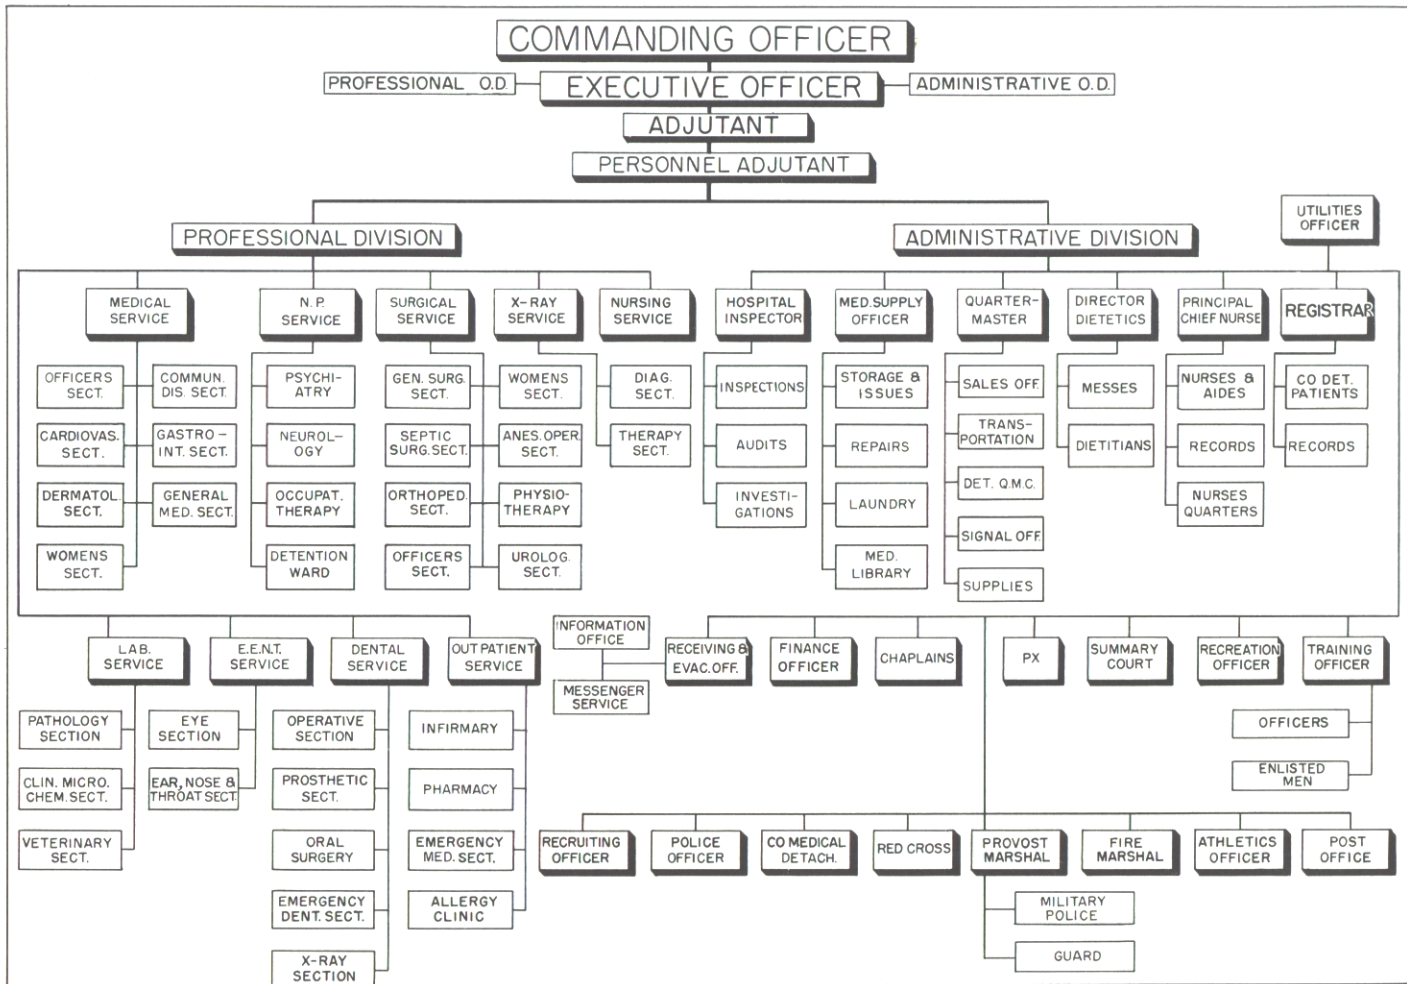 COMMANDING OFFICER
PROFESSIONAL O.D.
EXECUTIVE OFFICER
ADMINISTRATIVE O.D.
ADJUTANT
PERSONNEL ADJUTANT
PROFESSIONAL DIVISION
ADMINISTRATIVE DIVISION
UTILITIES
OFFICER
MEDICAL
SERVICE
N.P.
SERVICE
SURGICAL
SERVICE
X-RAY
SERVICE
NURSING
SERVICE
HOSPITAL
INSPECTOR
MED. SUPPLY
OFFICER
QUARTER-
MASTER
DIRECTOR
DIETETICS
PRINCIPAL
CHIEF NURSE
REGISTRAR
OFFICERS
SECT.
COMMUN.
DIS. SECT.
CARDIOVAS.
SECT.
GASTRO-
INT. SECT.
DERMATOL.
SECT.
GENERAL
MED. SECT.
WOMENS
SECT.
PSYCHI-
ATRY
NEUROL-
OGY
OCCUPAT.
THERAPY
DETENTION
WARD
GEN. SURG.
SECT.
WOMENS
SECT.
SEPTIC
SURG. SECT.
ANES. OPER.
SECT.
ORTHOPED.
SECT.
PHYSIO-
THERAPY
OFFICERS
SECT.
UROLOG.
SECT.
DIAG.
SECT.
THERAPY
SECT.
INSPECTIONS
AUDITS
INVESTI-
GATIONS
STORAGE &
ISSUES
REPAIRS
LAUNDRY
MED.
LIBRARY
SALES OFF.
TRANS-
PORTATION
DET. Q.M.C.
SIGNAL OFF.
SUPPLIES
MESSES
DIETITIANS
NURSES &
AIDES
RECORDS
NURSES
QUARTERS
CO DET.
PATIENTS
RECORDS
LAB.
SERVICE
E.E.N.T.
SERVICE
DENTAL
SERVICE
OUT PATIENT
SERVICE
INFORMATION
OFFICE
MESSENGER
SERVICE
RECEIVING &
EVAC. OFF.
FINANCE
OFFICER
CHAPLAINS
PX
SUMMARY
COURT
RECREATION
OFFICER
TRAINING
OFFICER
PATHOLOGY
SECTION
CLIN. MICRO.
CHEM. SECT.
VETERINARY
SECT.
EYE
SECTION
EAR, NOSE &
THROAT SECT.
OPERATIVE
SECTION
PROSTHETIC
SECT.
ORAL
SURGERY
EMERGENCY
DENT. SECT.
X-RAY
SECTION
INFIRMARY
PHARMACY
EMERGENCY
MED. SECT.
ALLERGY
CLINIC
OFFICERS
ENLISTED
MEN
RECRUITING
OFFICER
POLICE
OFFICER
CO MEDICAL
DETACH.
RED CROSS
PROVOST
MARSHAL
FIRE
MARSHAL
ATHLETICS
OFFICER
POST
OFFICE
MILITARY
POLICE
GUARD